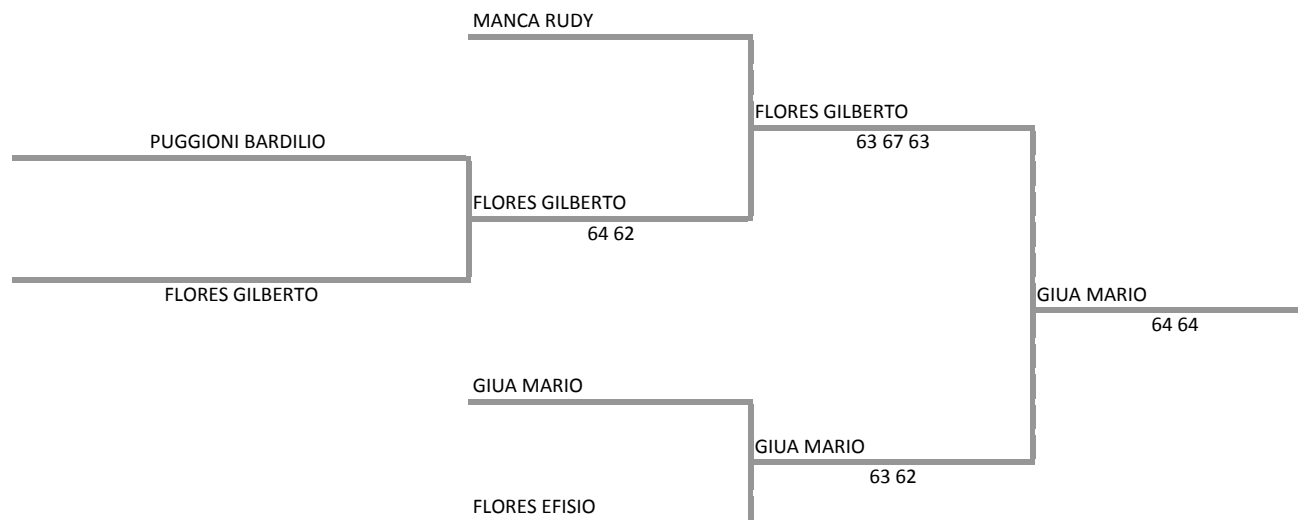 MANCA RUDY
FLORES GILBERTO
63 67 63
PUGGIONI BARDILIO
FLORES GILBERTO
64 62
FLORES GILBERTO
GIUA MARIO
64 64
GIUA MARIO
GIUA MARIO
63 62
FLORES EFISIO